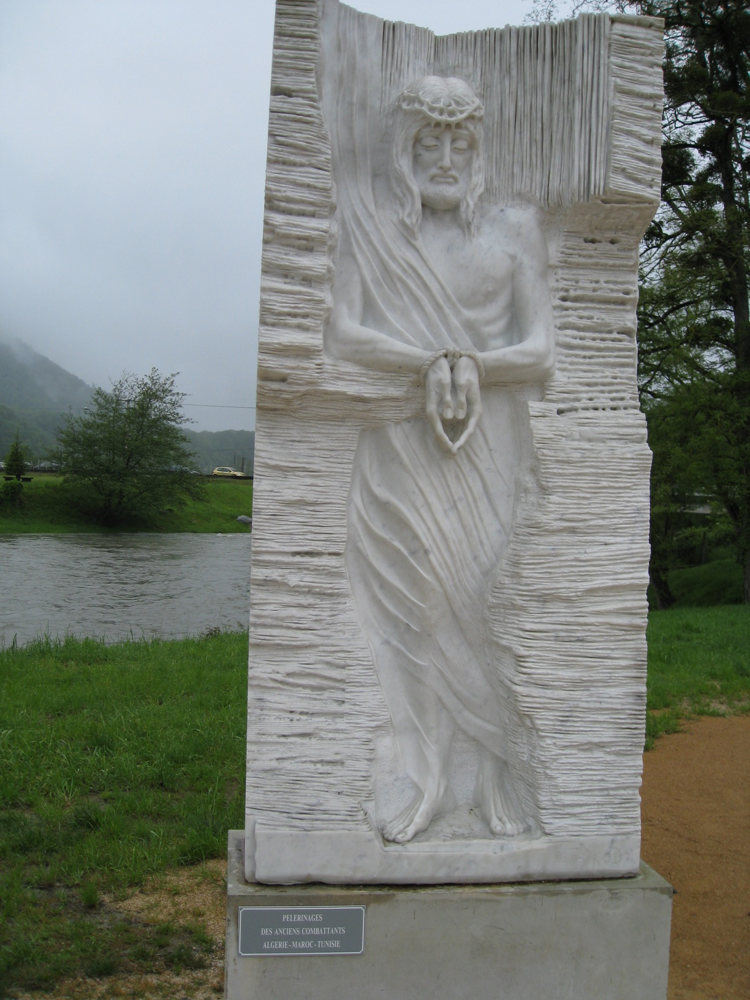 PELERINAGES
DES ANCIENS COMBATTANTS
ALGERIE - MAROC - TUNISIE